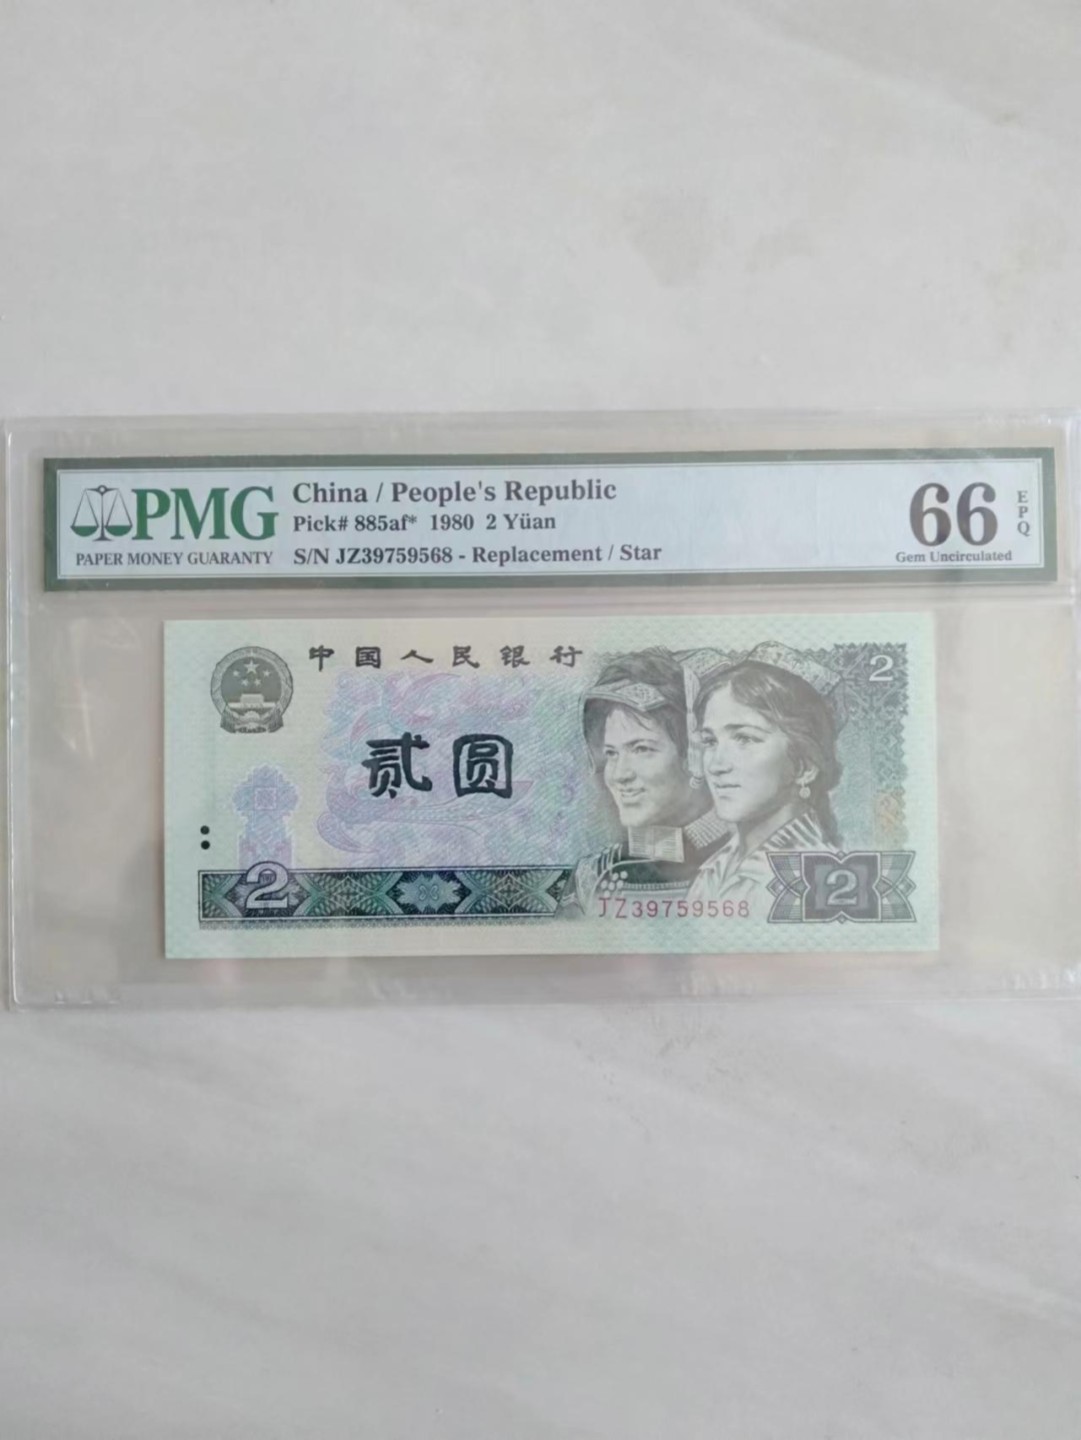 PMG
PAPER MONEY GUARANTY
China / People's Republic
Pick# 885af* 1980 2 Yüan
S/N JZ39759568 - Replacement / Star
66
EPQ
Gem Uncirculated
中国人民银行
2
贰圆
2
JZ39759568
2